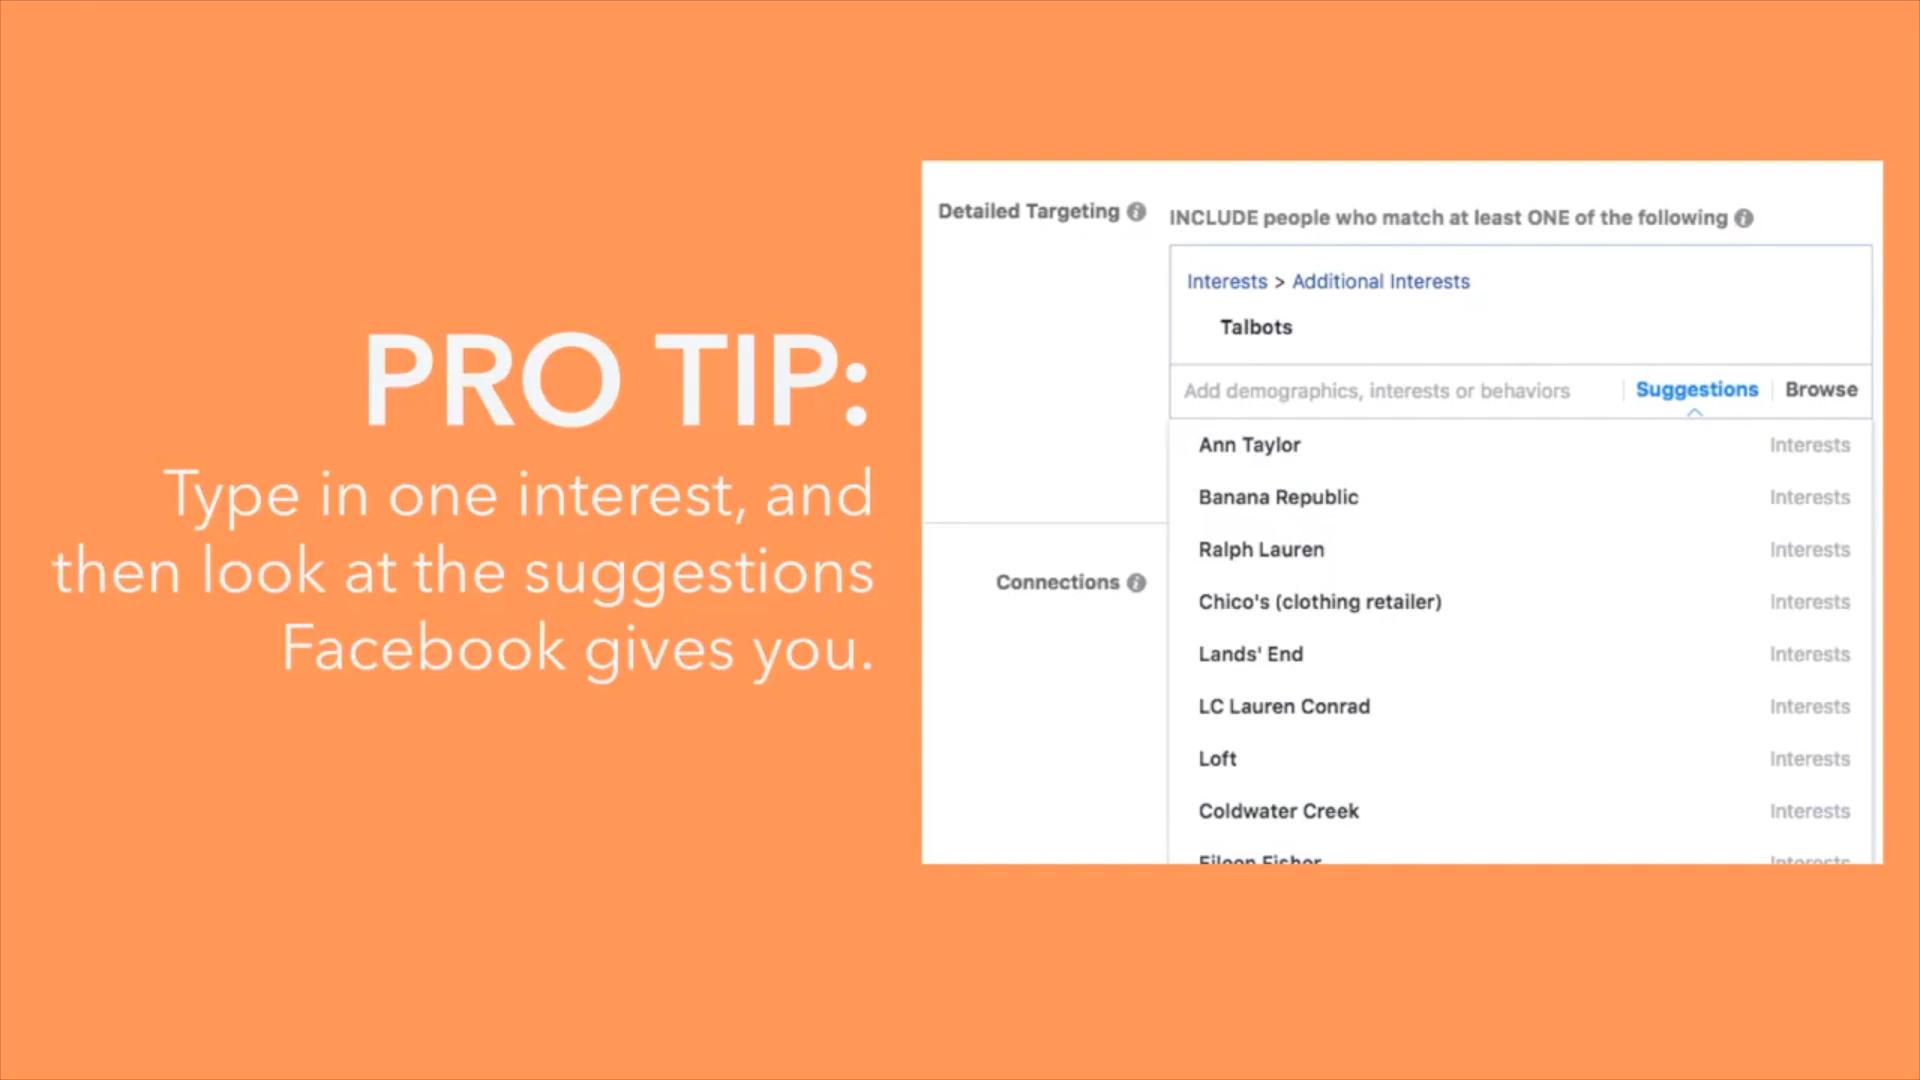 PRO TIP:
Type in one interest, and
then look at the suggestions
Facebook gives you.
Detailed Targeting
INCLUDE people who match at least ONE of the following
Interests > Additional Interests
Talbots
Add demographics, interests or behaviors Suggestions Browse
Ann Taylor Interests
Banana Republic Interests
Ralph Lauren Interests
Chico's (clothing retailer) Interests
Lands' End Interests
Connections
LC Lauren Conrad Interests
Loft Interests
Coldwater Creek Interests
Eileen Fisher Interests